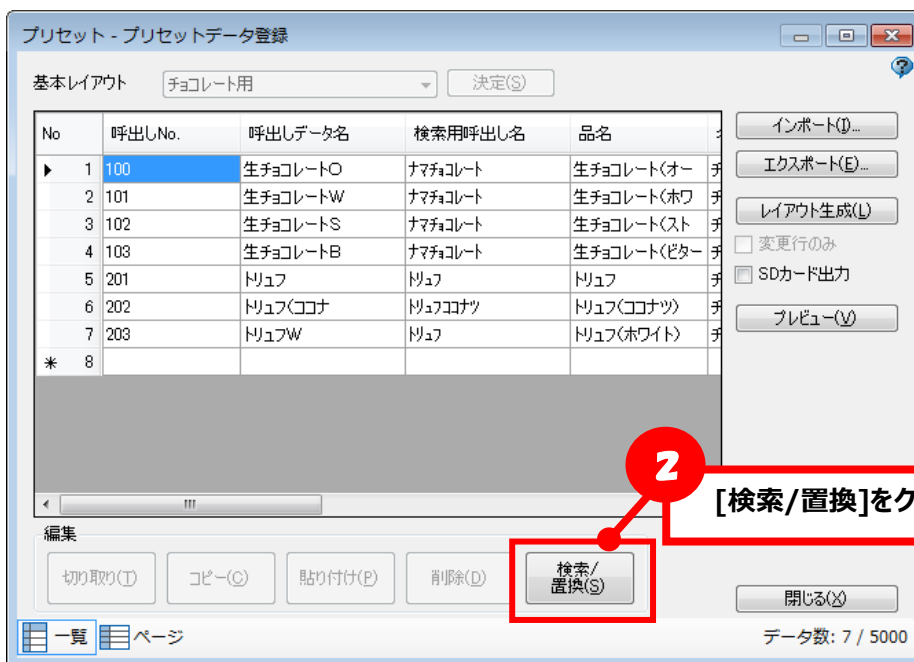 プリセット - プリセットデータ登録
基本レイアウト チョコレート用 決定(S)
No 呼出しNo. 呼出しデータ名 検索用呼出し名 品名
1 100 生チョコレートO ﾅﾏﾁｮｺﾚｰﾄ 生チョコレート(オー チ
2 101 生チョコレートW ﾅﾏﾁｮｺﾚｰﾄ 生チョコレート(ホワ チ
3 102 生チョコレートS ﾅﾏﾁｮｺﾚｰﾄ 生チョコレート(スト チ
4 103 生チョコレートB ﾅﾏﾁｮｺﾚｰﾄ 生チョコレート(ビター チ
5 201 トリュフ ﾄﾘｭﾌ トリュフ チ
6 202 トリュフ(ココナ ﾄﾘｭﾌココナツ トリュフ(ココナツ) チ
7 203 トリュフW ﾄﾘｭﾌ トリュフ(ホワイト) チ
* 8
インポート(I)...
エクスポート(E)...
レイアウト生成(L)
変更行のみ
SDカード出力
プレビュー(V)
2
[検索/置換]をク
編集
切り取り(T) コピー(C) 貼り付け(P) 削除(D) 検索/
置換(S)
閉じる(X)
一覧 ページ データ数: 7 / 5000